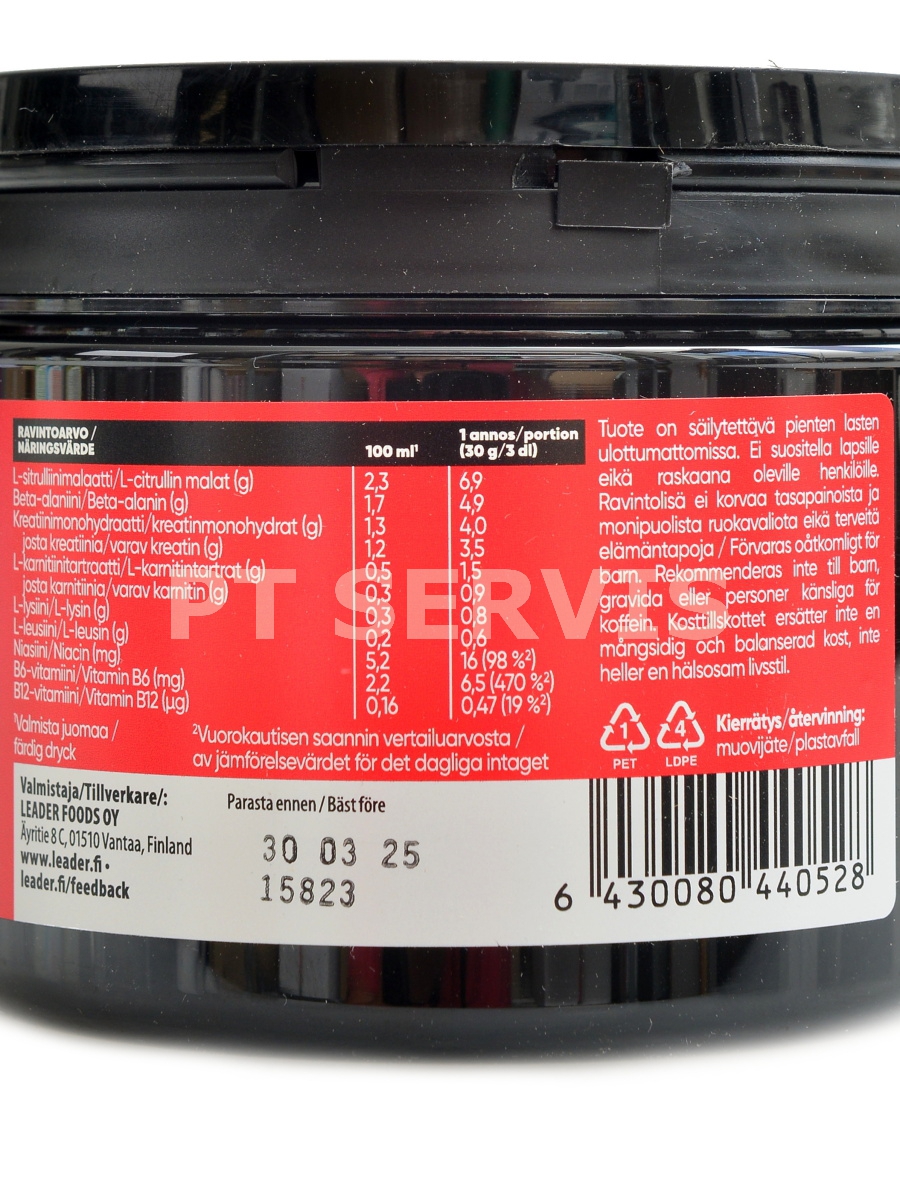 RAVINTOARVO /
NÄRINGSVÄRDE
100 ml¹
1 annos/portion
(30 g/3 dl)
L-sitrulliinimalaatti/L-citrullin malat (g) 2,3 6,9
Beta-alaniini/Beta-alanin (g) 1,7 4,9
Kreatiinimonohydraatti/kreatinmonohydrat (g) 1,3 4,0
josta kreatiinia/varav kreatin (g) 1,2 3,5
L-karnitiinitartraatti/L-karnitintartrat (g) 0,5 1,5
josta karnitiinia/varav karnitin (g) 0,3 0,9
L-lysiini/L-lysin (g) 0,3 0,8
L-leusiini/L-leusin (g) 0,2 0,6
Niasiini/Niacin (mg) 5,2 16 (98 %²)
B6-vitamiini/Vitamin B6 (mg) 2,2 6,5 (470 %²)
B12-vitamiini/Vitamin B12 (µg) 0,16 0,47 (19 %²)
¹Valmista juomaa /
färdig dryck
²Vuorokautisen saannin vertailuarvosta /
av jämförelsevärdet för det dagliga intaget
Tuote on säilytettävä pienten lasten
ulottumattomissa. Ei suositella lapsille
eikä raskaana oleville henkilöille.
Ravintolisä ei korvaa tasapainoista ja
monipuolista ruokavaliota eikä terveitä
elämäntapoja / Förvaras oåtkomligt för
barn. Rekommenderas inte till barn,
gravida eller personer känsliga för
koffein. Kosttillskottet ersätter inte en
mångsidig och balanserad kost, inte
heller en hälsosam livsstil.
1
PET
4
LDPE
Kierrätys/återvinning:
muovijäte/plastavfall
PT SERVIS
Valmistaja/Tillverkare/:
LEADER FOODS OY
Äyritie 8 C, 01510 Vantaa, Finland
www.leader.fi •
leader.fi/feedback
Parasta ennen / Bäst före
30 03 25
15823
6 430080 440528